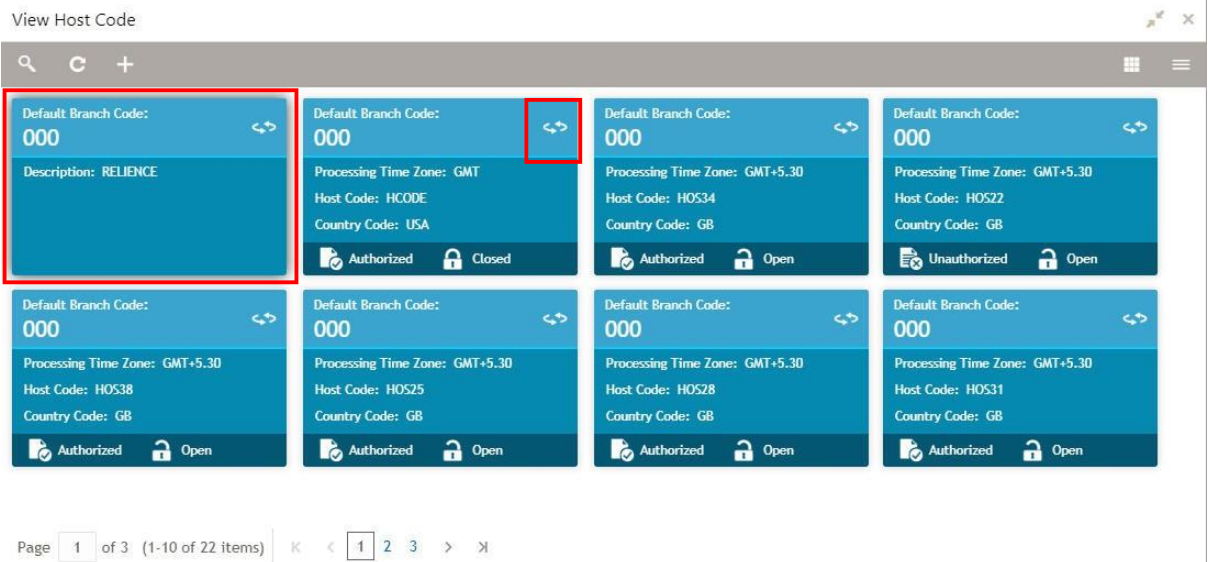 View Host Code
Default Branch Code:
000
Description: RELIENCE
Default Branch Code:
000
Processing Time Zone: GMT
Host Code: HCODE
Country Code: USA
Authorized Closed
Default Branch Code:
000
Processing Time Zone: GMT+5.30
Host Code: HOS34
Country Code: GB
Authorized Open
Default Branch Code:
000
Processing Time Zone: GMT+5.30
Host Code: HOS22
Country Code: GB
Unauthorized Open
Default Branch Code:
000
Processing Time Zone: GMT+5.30
Host Code: HOS38
Country Code: GB
Authorized Open
Default Branch Code:
000
Processing Time Zone: GMT+5.30
Host Code: HOS25
Country Code: GB
Authorized Open
Default Branch Code:
000
Processing Time Zone: GMT+5.30
Host Code: HOS28
Country Code: GB
Authorized Open
Default Branch Code:
000
Processing Time Zone: GMT+5.30
Host Code: HOS31
Country Code: GB
Authorized Open
Page 1 of 3 (1-10 of 22 items) 1 2 3